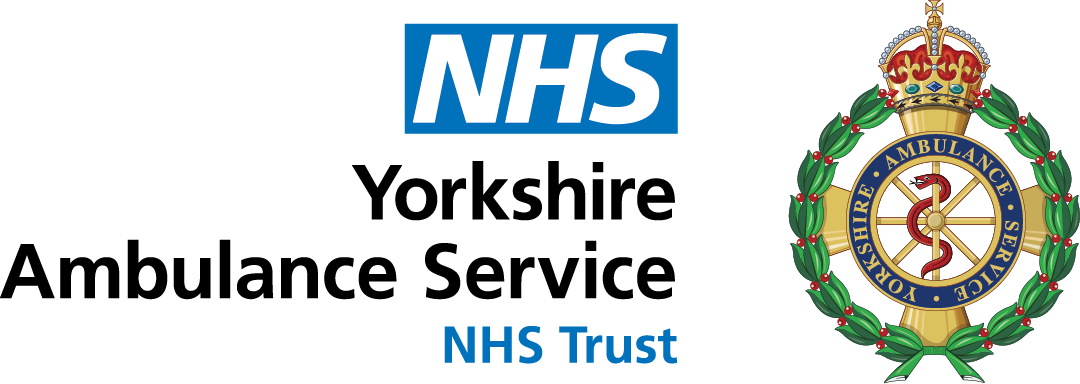 NHS
Yorkshire
Ambulance Service
NHS Trust
YORKSHIRE · AMBULANCE · SERVICE ·